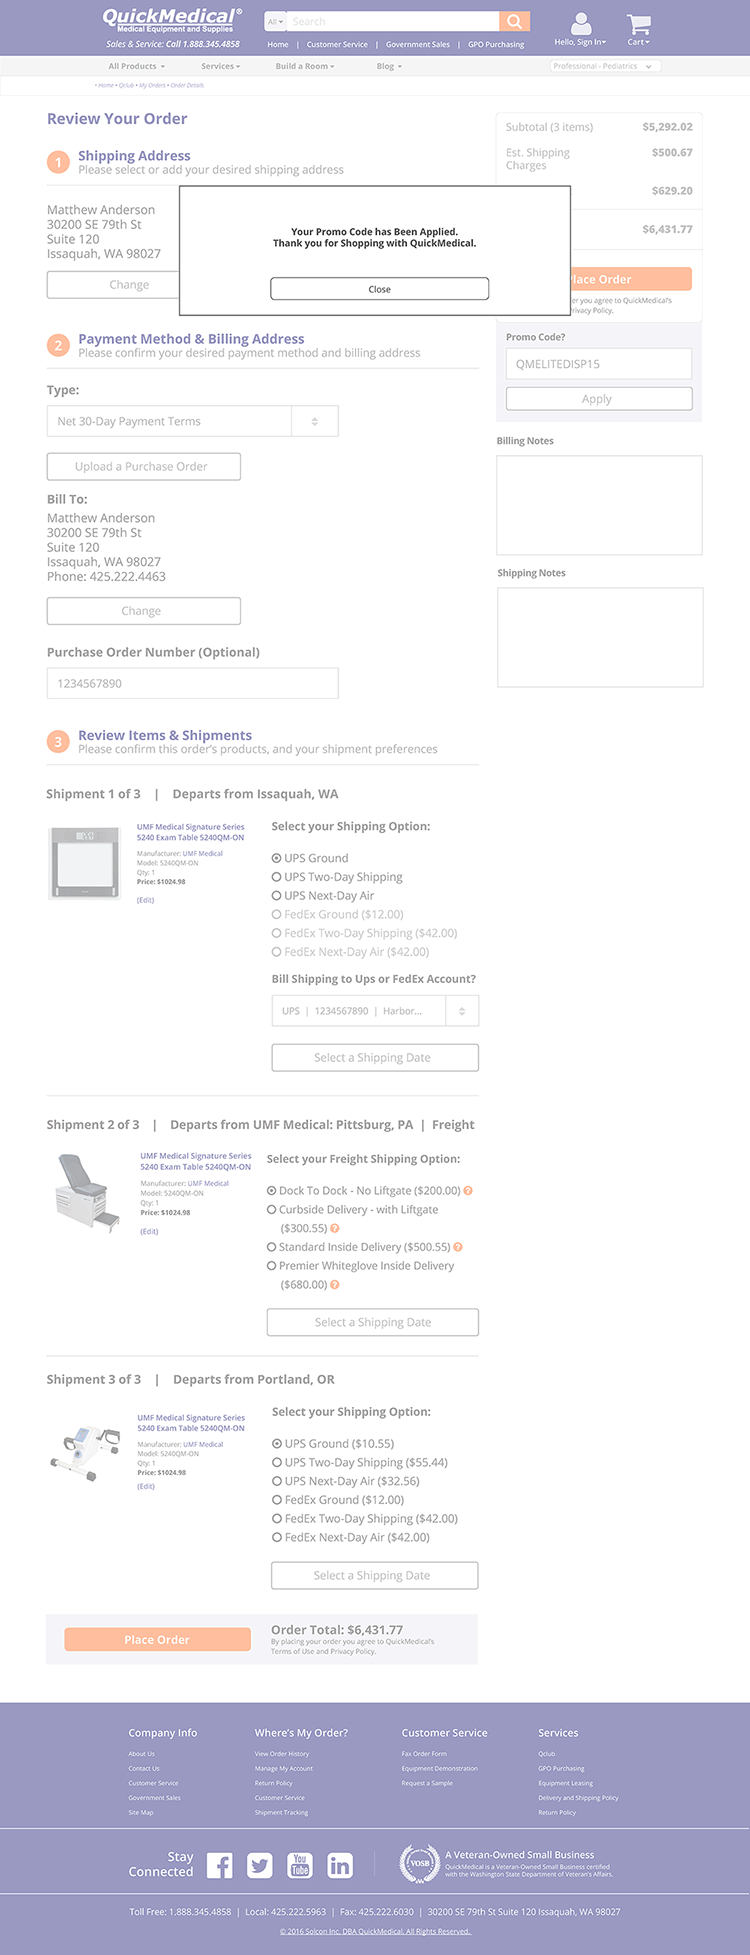 QuickMedical®
Medical Equipment and Supplies
Sales & Service: Call 1.888.345.4858
All
Search
Home | Customer Service | Government Sales | GPO Purchasing
Hello, Sign In
Cart
All Products
Services
Build a Room
Blog
Professional - Pediatrics
• Home • Qclub • My Orders • Order Details
Review Your Order
1
Shipping Address
Please select or add your desired shipping address
Matthew Anderson
30200 SE 79th St
Suite 120
Issaquah, WA 98027
Change
Subtotal (3 items) $5,292.02
Est. Shipping $500.67
Charges
$629.20
$6,431.77
Your Promo Code has Been Applied.
Thank you for Shopping with QuickMedical.
Close
lace Order
er you agree to QuickMedical's
rivacy Policy.
Promo Code?
QMELITEDISP15
Apply
Billing Notes
Shipping Notes
2
Payment Method & Billing Address
Please confirm your desired payment method and billing address
Type:
Net 30-Day Payment Terms
Upload a Purchase Order
Bill To:
Matthew Anderson
30200 SE 79th St
Suite 120
Issaquah, WA 98027
Phone: 425.222.4463
Change
Purchase Order Number (Optional)
1234567890
3
Review Items & Shipments
Please confirm this order's products, and your shipment preferences
Shipment 1 of 3 | Departs from Issaquah, WA
UMF Medical Signature Series
5240 Exam Table 5240QM-ON
Manufacturer: UMF Medical
Model: 5240QM-ON
Qty: 1
Price: $1024.98
(Edit)
Select your Shipping Option:
UPS Ground
UPS Two-Day Shipping
UPS Next-Day Air
FedEx Ground ($12.00)
FedEx Two-Day Shipping ($42.00)
FedEx Next-Day Air ($42.00)
Bill Shipping to Ups or FedEx Account?
UPS | 1234567890 | Harbor...
Select a Shipping Date
Shipment 2 of 3 | Departs from UMF Medical: Pittsburg, PA | Freight
UMF Medical Signature Series
5240 Exam Table 5240QM-ON
Manufacturer: UMF Medical
Model: 5240QM-ON
Qty: 1
Price: $1024.98
(Edit)
Select your Freight Shipping Option:
Dock To Dock - No Liftgate ($200.00) ?
Curbside Delivery - with Liftgate
($300.55) ?
Standard Inside Delivery ($500.55) ?
Premier Whiteglove Inside Delivery
($680.00) ?
Select a Shipping Date
Shipment 3 of 3 | Departs from Portland, OR
UMF Medical Signature Series
5240 Exam Table 5240QM-ON
Manufacturer: UMF Medical
Model: 5240QM-ON
Qty: 1
Price: $1024.98
(Edit)
Select your Shipping Option:
UPS Ground ($10.55)
UPS Two-Day Shipping ($55.44)
UPS Next-Day Air ($32.56)
FedEx Ground ($12.00)
FedEx Two-Day Shipping ($42.00)
FedEx Next-Day Air ($42.00)
Select a Shipping Date
Place Order
Order Total: $6,431.77
By placing your order you agree to QuickMedical's
Terms of Use and Privacy Policy.
Company Info
About Us
Contact Us
Customer Service
Government Sales
Site Map
Where's My Order?
View Order History
Manage My Account
Return Policy
Customer Service
Shipment Tracking
Customer Service
Fax Order Form
Equipment Demonstration
Request a Sample
Services
Qclub
GPO Purchasing
Equipment Leasing
Delivery and Shipping Policy
Return Policy
Stay
Connected
You
Tube
in
VOSB
A Veteran-Owned Small Business
QuickMedical is a Veteran-Owned Small Business certified
with the Washington State Department of Veteran's Affairs.
Toll Free: 1.888.345.4858 | Local: 425.222.5963 | Fax: 425.222.6030 | 30200 SE 79th St Suite 120 Issaquah, WA 98027
© 2016 Solcon Inc. DBA QuickMedical. All Rights Reserved.